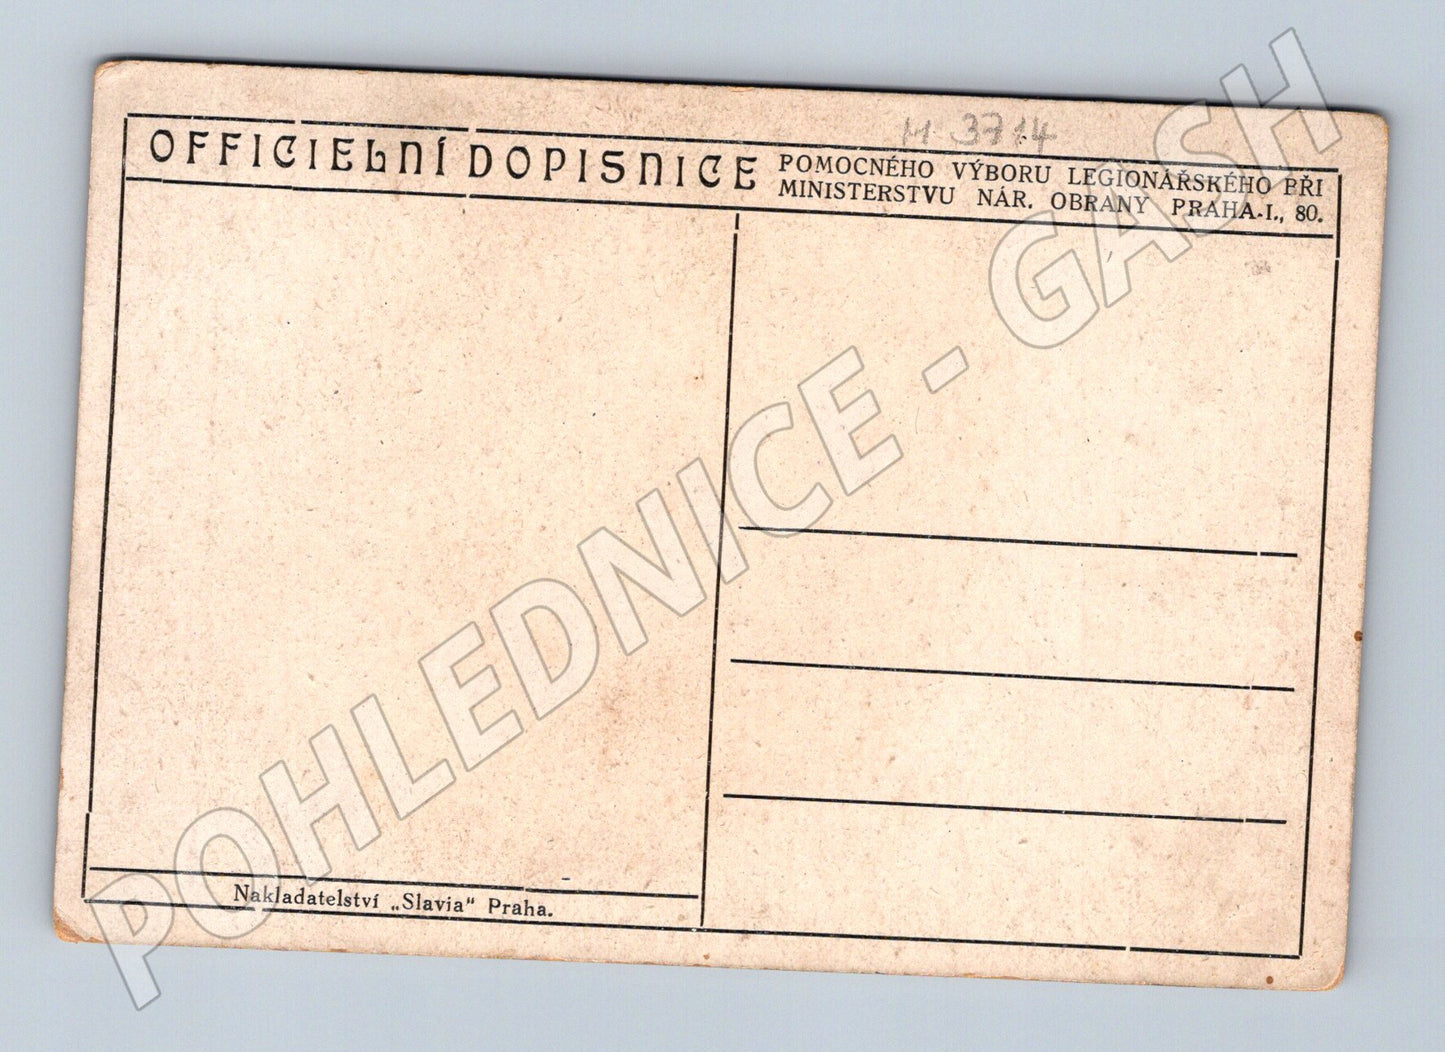 M 3714
OFFICIELNÍ DOPISNICE POMOCNÉHO VÝBORU LEGIONÁŘSKÉHO PŘI
MINISTERSTVU NÁR. OBRANY PRAHA-I., 80.
POHLEDNICE - GASH
Nakladatelství „Slavia" Praha.